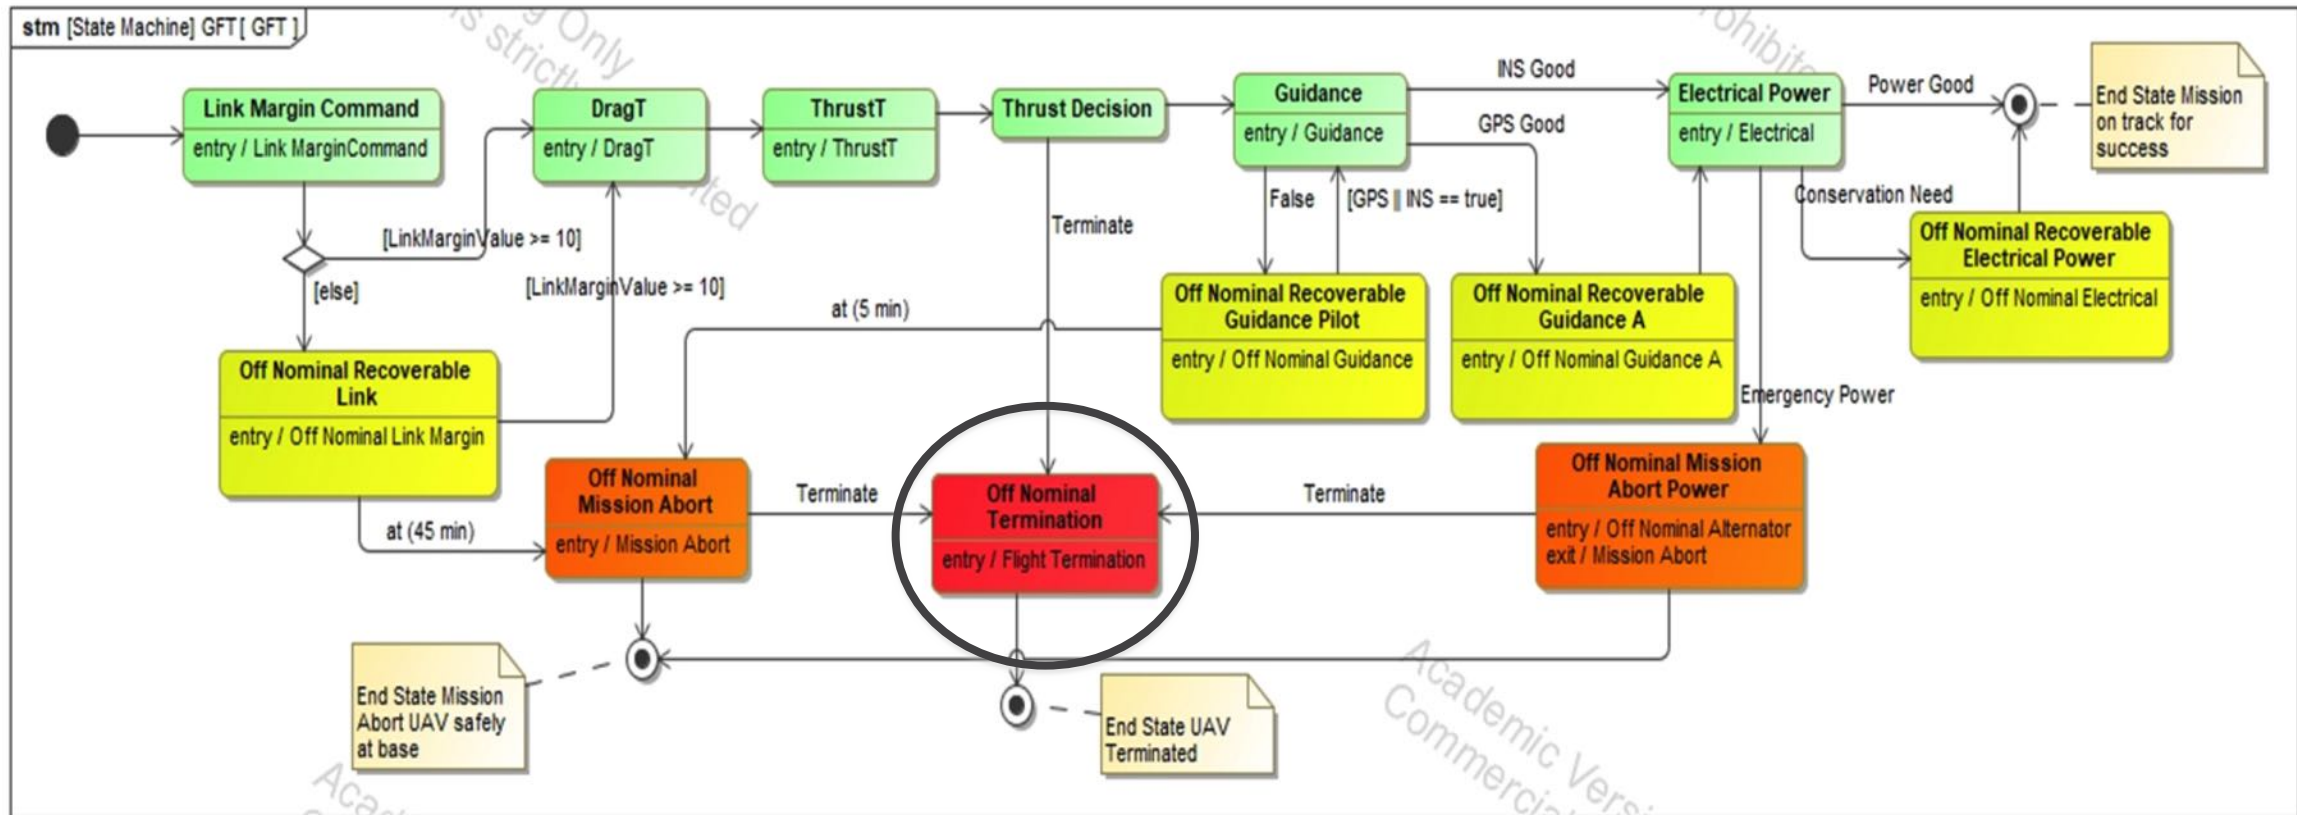 stm [State Machine] GFT[ GFT ]
Link Margin Command
entry / Link MarginCommand
DragT
entry / DragT
ThrustT
entry / ThrustT
Thrust Decision
Guidance
entry / Guidance
INS Good
GPS Good
Electrical Power
entry / Electrical
Power Good
End State Mission
on track for
success
False
[GPS || INS == true]
Conservation Need
Terminate
[LinkMarginValue >= 10]
[else]
[LinkMarginValue >= 10]
Off Nominal Recoverable
Electrical Power
entry / Off Nominal Electrical
at (5 min)
Off Nominal Recoverable
Guidance Pilot
entry / Off Nominal Guidance
Off Nominal Recoverable
Guidance A
entry / Off Nominal Guidance A
Off Nominal Recoverable
Link
entry / Off Nominal Link Margin
Emergency Power
at (45 min)
Off Nominal
Mission Abort
entry / Mission Abort
Terminate
Off Nominal
Termination
entry / Flight Termination
Terminate
Off Nominal Mission
Abort Power
entry / Off Nominal Alternator
exit / Mission Abort
End State Mission
Abort UAV safely
at base
End State UAV
Terminated
Only
is strictly
Academic
Commercial